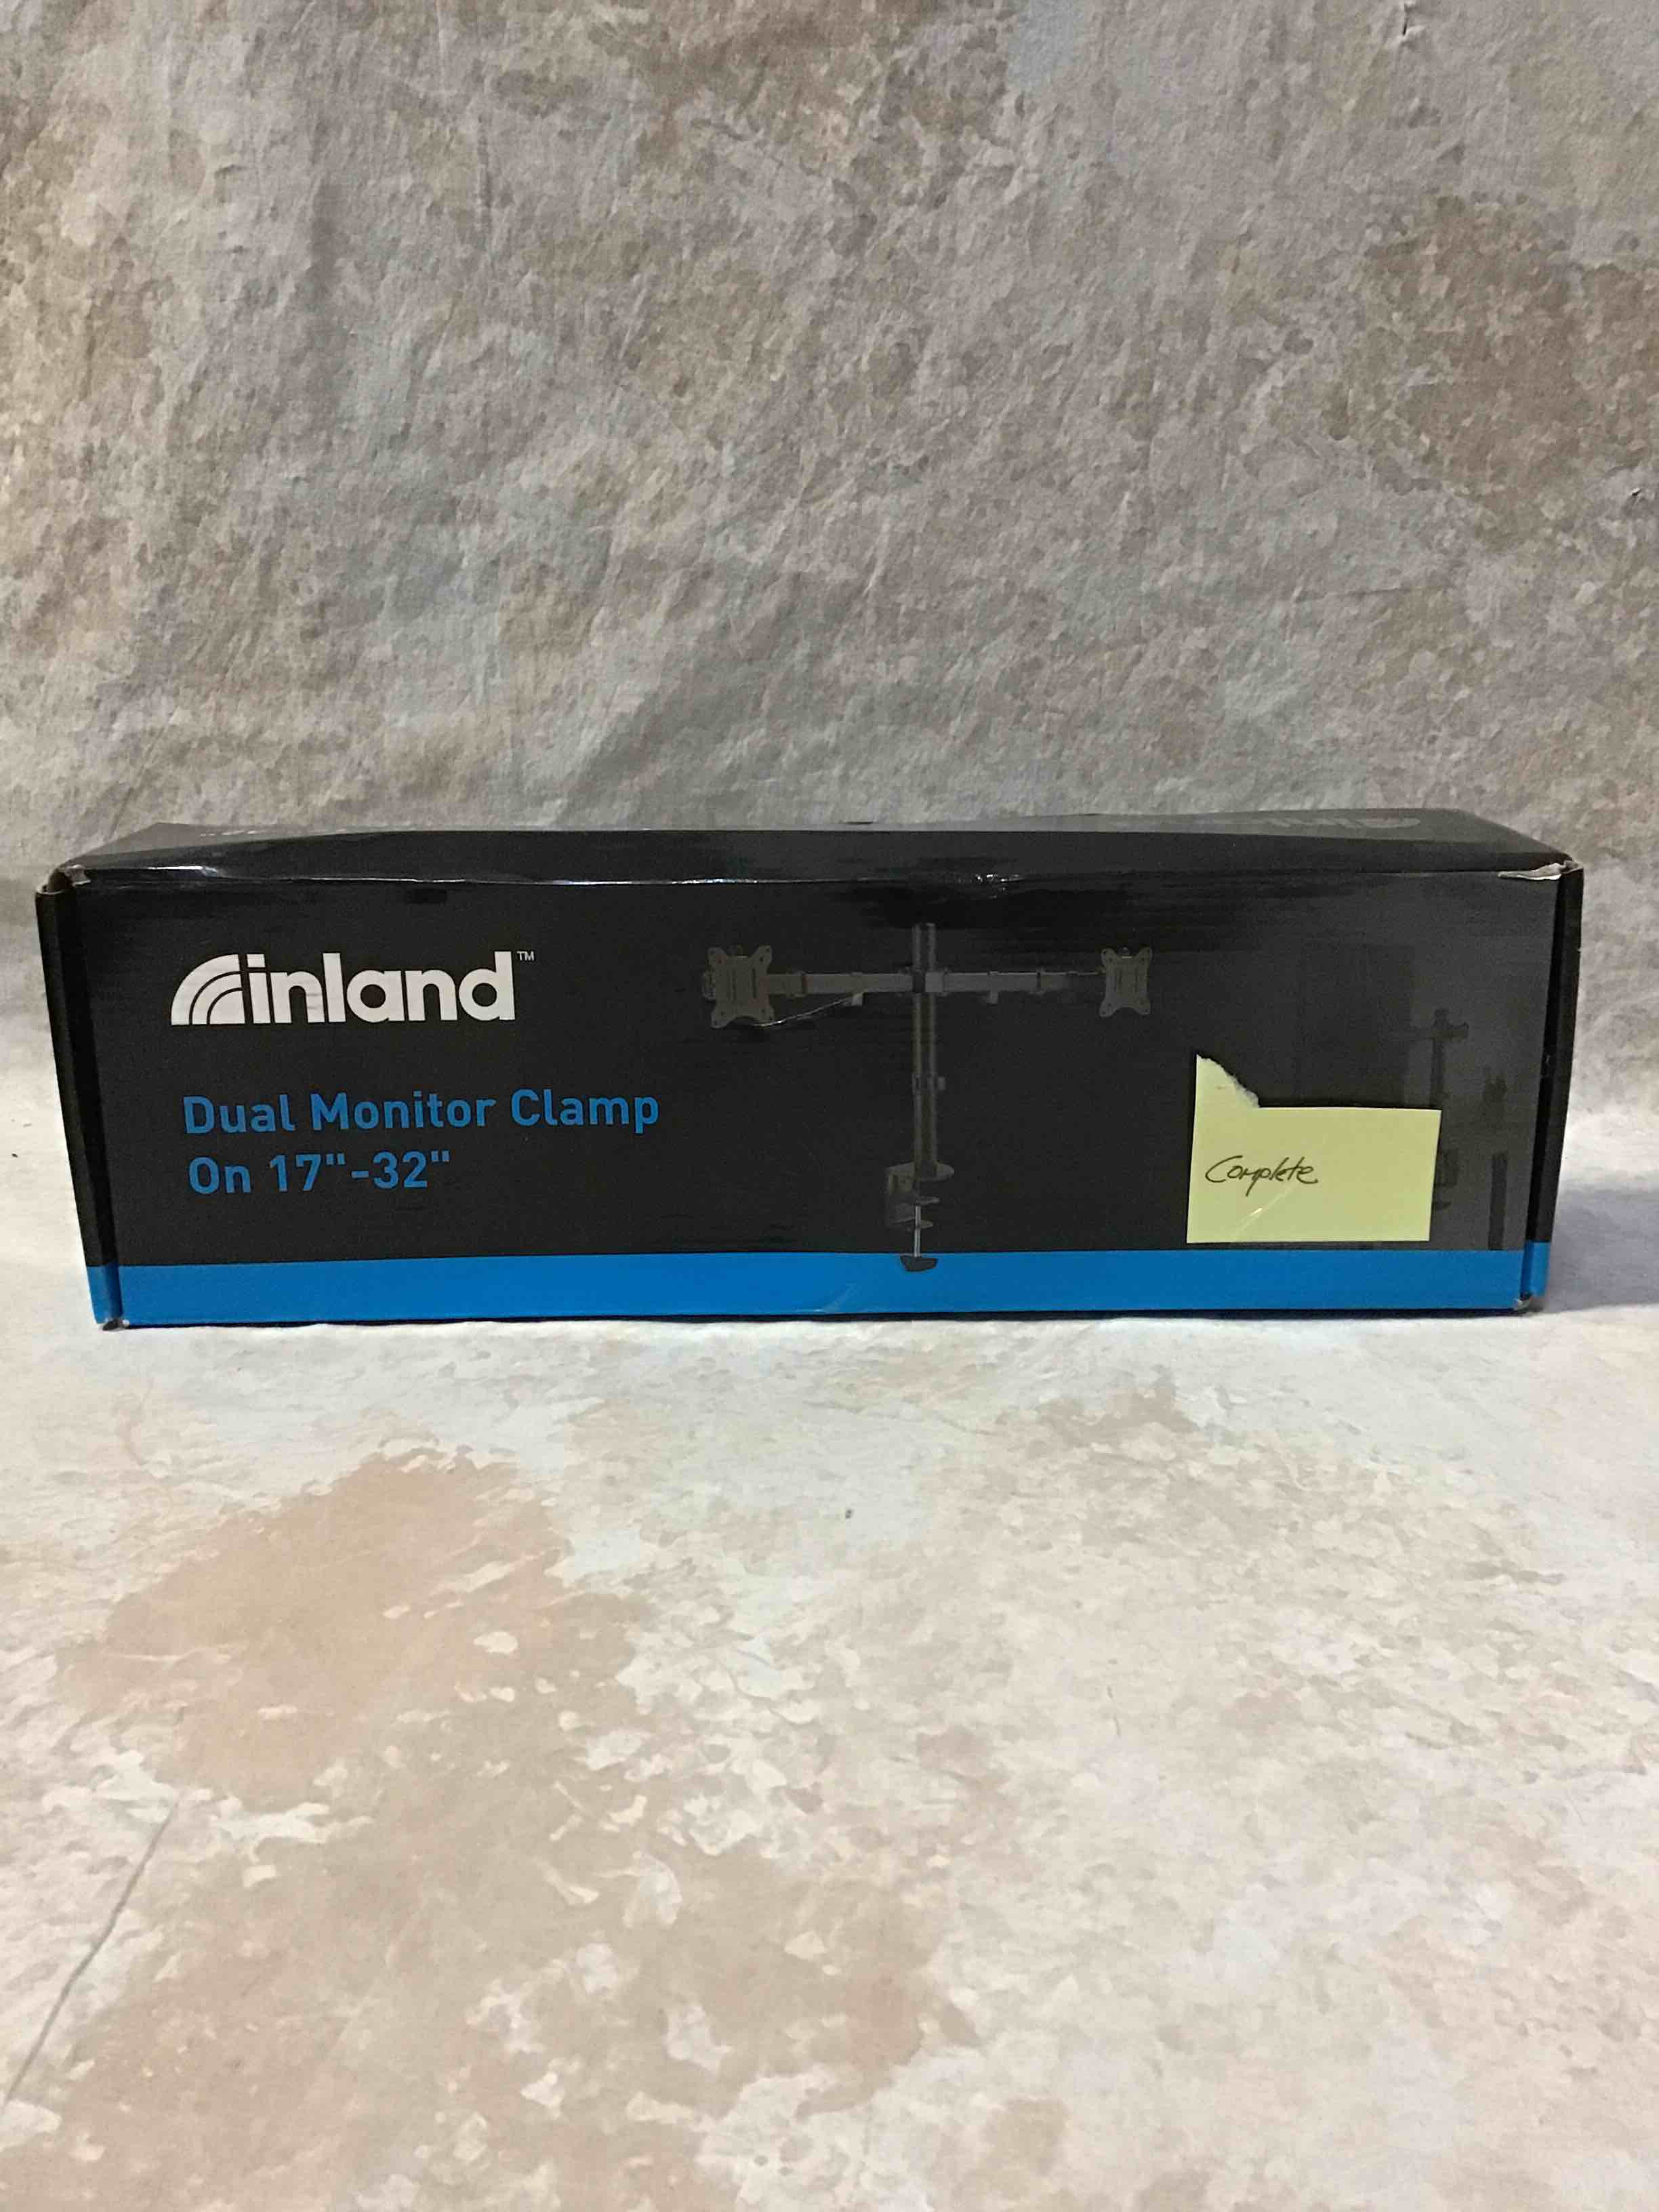 inland™
Dual Monitor Clamp
On 17"-32"
Complete